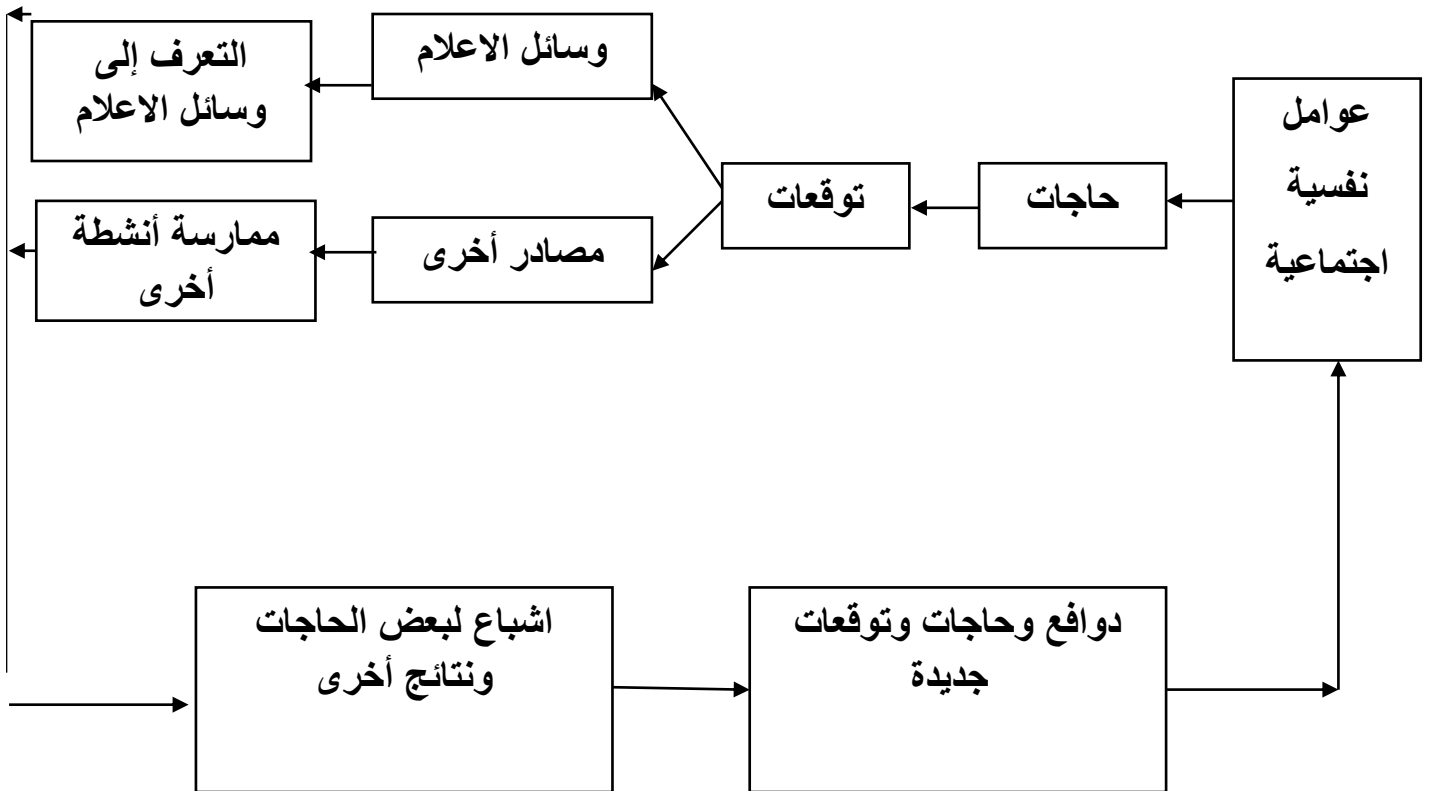 عوامل
نفسية
اجتماعية
حاجات
توقعات
وسائل الاعلام
التعرف إلى
وسائل الاعلام
مصادر أخرى
ممارسة أنشطة
أخرى
اشباع لبعض الحاجات
ونتائج أخرى
دوافع وحاجات وتوقعات
جديدة